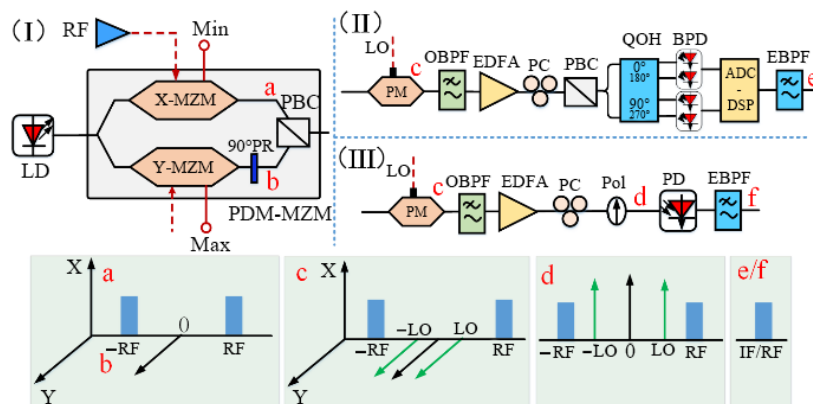 (I)
RF
Min
X-MZM
a
PBC
LD
Y-MZM
90°PR
b
PDM-MZM
Max
(II)
LO
c
PM
OBPF
EDFA
PC
PBC
QOH
0°
180°
90°
270°
BPD
ADC
-
DSP
EBPF
e
(III)
LO
c
PM
OBPF
EDFA
PC
Pol
d
PD
EBPF
f
X
a
0
−RF
RF
b
Y
X
c
−LO
LO
−RF
RF
Y
d
−RF
−LO
0
LO
RF
e/f
IF/RF